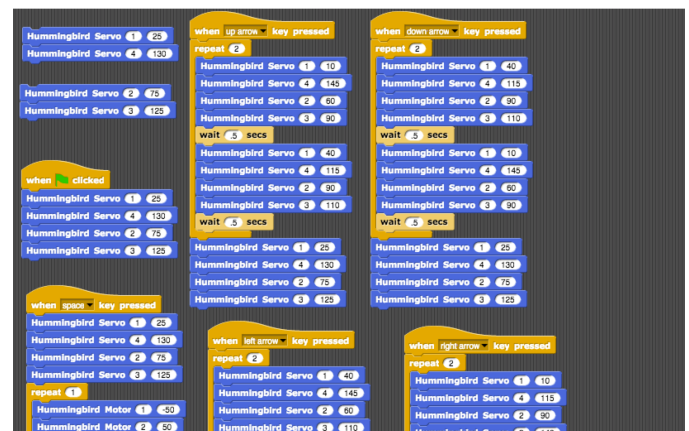 Hummingbird Servo 1 25
Hummingbird Servo 4 130
Hummingbird Servo 2 75
Hummingbird Servo 3 125
when clicked
Hummingbird Servo 1 25
Hummingbird Servo 4 130
Hummingbird Servo 2 75
Hummingbird Servo 3 125
when space key pressed
Hummingbird Servo 1 25
Hummingbird Servo 4 130
Hummingbird Servo 2 75
Hummingbird Servo 3 125
repeat 1
Hummingbird Motor 1 -50
Hummingbird Motor 2 50
when up arrow key pressed
repeat 2
Hummingbird Servo 1 10
Hummingbird Servo 4 145
Hummingbird Servo 2 60
Hummingbird Servo 3 90
wait .5 secs
Hummingbird Servo 1 40
Hummingbird Servo 4 115
Hummingbird Servo 2 90
Hummingbird Servo 3 110
wait .5 secs
Hummingbird Servo 1 25
Hummingbird Servo 4 130
Hummingbird Servo 2 75
Hummingbird Servo 3 125
when down arrow key pressed
repeat 2
Hummingbird Servo 1 40
Hummingbird Servo 4 115
Hummingbird Servo 2 90
Hummingbird Servo 3 110
wait .5 secs
Hummingbird Servo 1 10
Hummingbird Servo 4 145
Hummingbird Servo 2 60
Hummingbird Servo 3 90
wait .5 secs
Hummingbird Servo 1 25
Hummingbird Servo 4 130
Hummingbird Servo 2 75
Hummingbird Servo 3 125
when left arrow key pressed
repeat 2
Hummingbird Servo 1 40
Hummingbird Servo 4 145
Hummingbird Servo 2 60
Hummingbird Servo 3 110
when right arrow key pressed
repeat 2
Hummingbird Servo 1 10
Hummingbird Servo 4 115
Hummingbird Servo 2 90